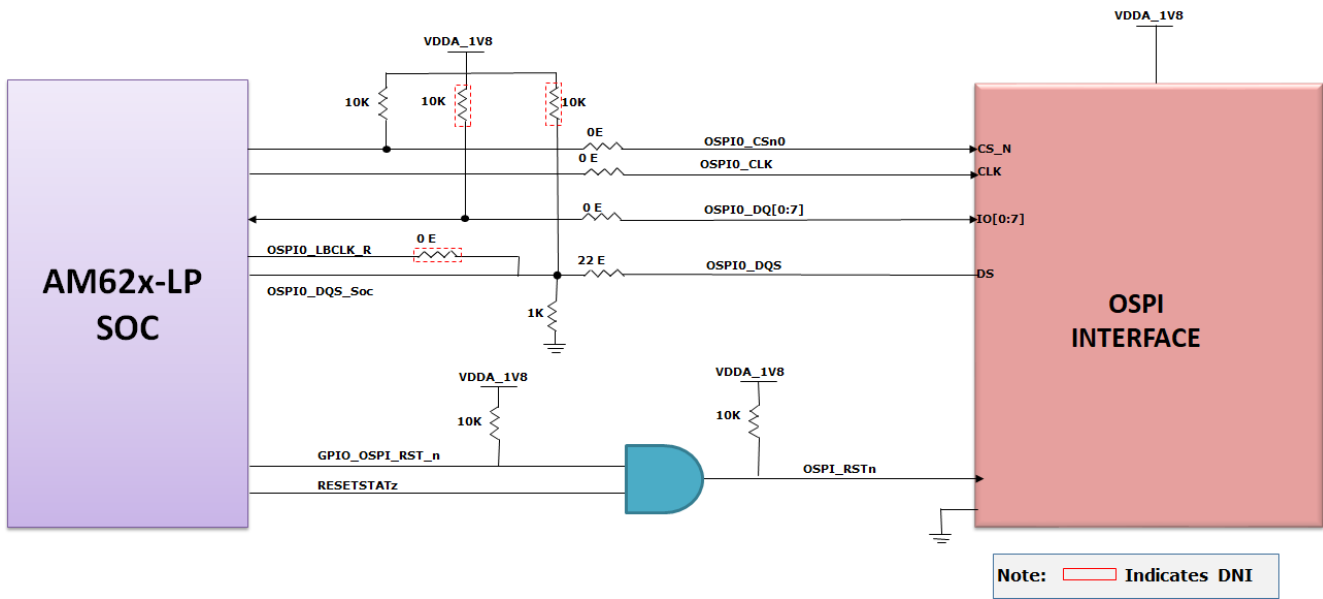 VDDA_1V8
VDDA_1V8
10K
10K
10K
0E
OSPI0_CSn0
CS_N
0 E
OSPI0_CLK
CLK
0 E
OSPI0_DQ[0:7]
IO[0:7]
0 E
OSPI0_LBCLK_R
22 E
OSPI0_DQS
DS
OSPI0_DQS_Soc
1K
AM62x-LP
SOC
OSPI
INTERFACE
VDDA_1V8
VDDA_1V8
10K
10K
GPIO_OSPI_RST_n
OSPI_RSTn
RESETSTATz
Note: Indicates DNI